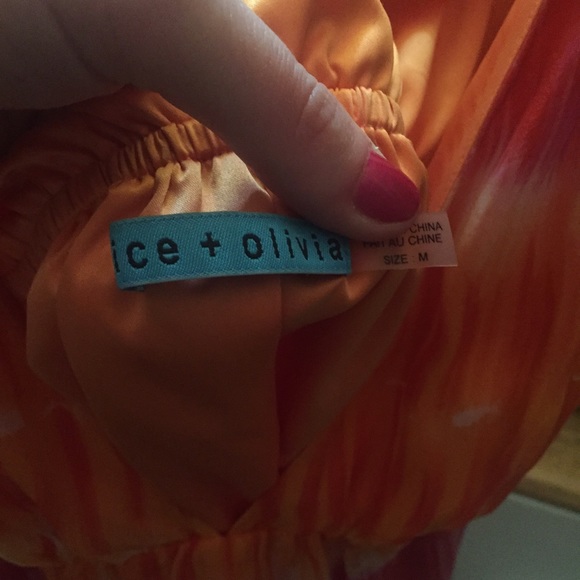 ice + olivia
CHINA
AU CHINE
SIZE : M